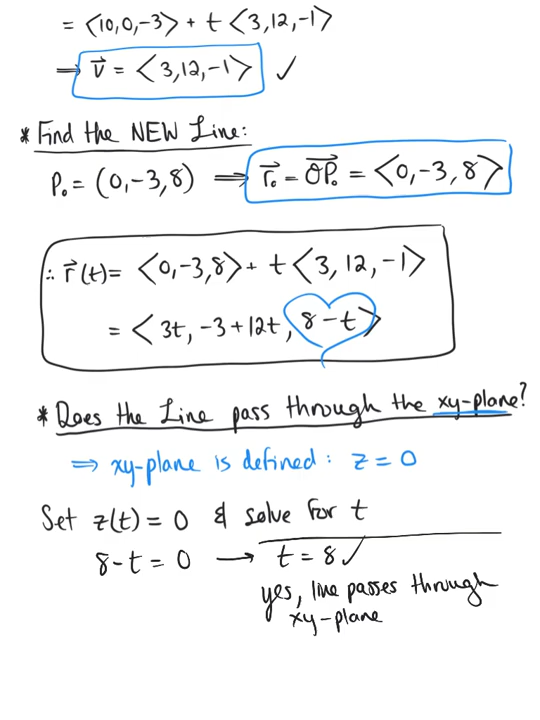 = <10,0,-3> + t <3,12,-1>
⟹ v⃗ = <3,12,-1> ✓
* Find the NEW Line:
P₀ = (0,-3,8) ⟹ r⃗₀ = OP₀⃗ = <0,-3,8>
∴ r⃗(t) = <0,-3,8> + t <3,12,-1>
= <3t, -3+12t, 8-t>
* Does the Line pass through the xy-plane?
⟹ xy-plane is defined: z = 0
Set z(t) = 0 & solve for t
8-t = 0 → t = 8 ✓
yes, line passes through
xy-plane